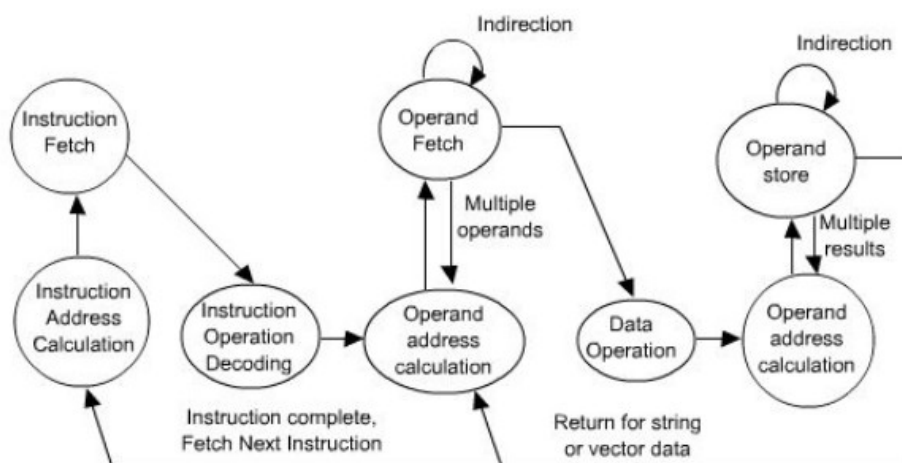 Indirection
Indirection
Instruction
Fetch
Operand
Fetch
Operand
store
Multiple
operands
Multiple
results
Instruction
Address
Calculation
Instruction
Operation
Decoding
Operand
address
calculation
Data
Operation
Operand
address
calculation
Instruction complete,
Fetch Next Instruction
Return for string
or vector data